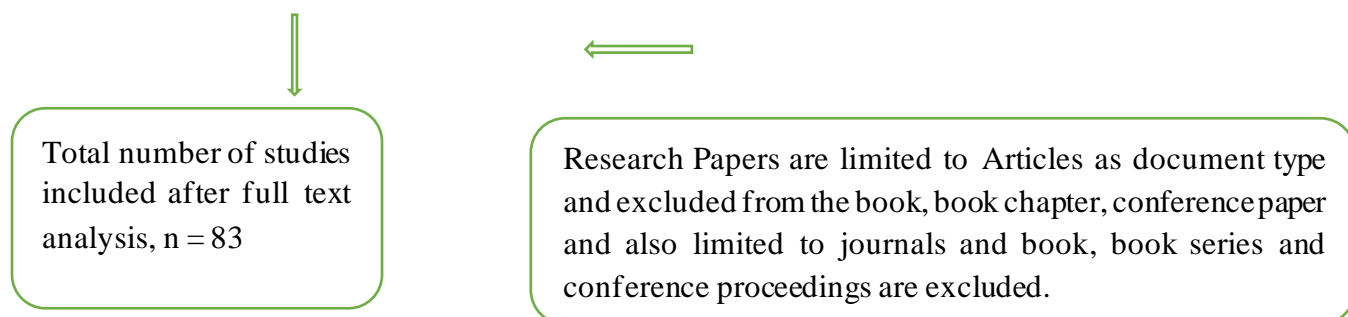 Total number of studies
included after full text
analysis, n = 83
Research Papers are limited to Articles as document type
and excluded from the book, book chapter, conference paper
and also limited to journals and book, book series and
conference proceedings are excluded.